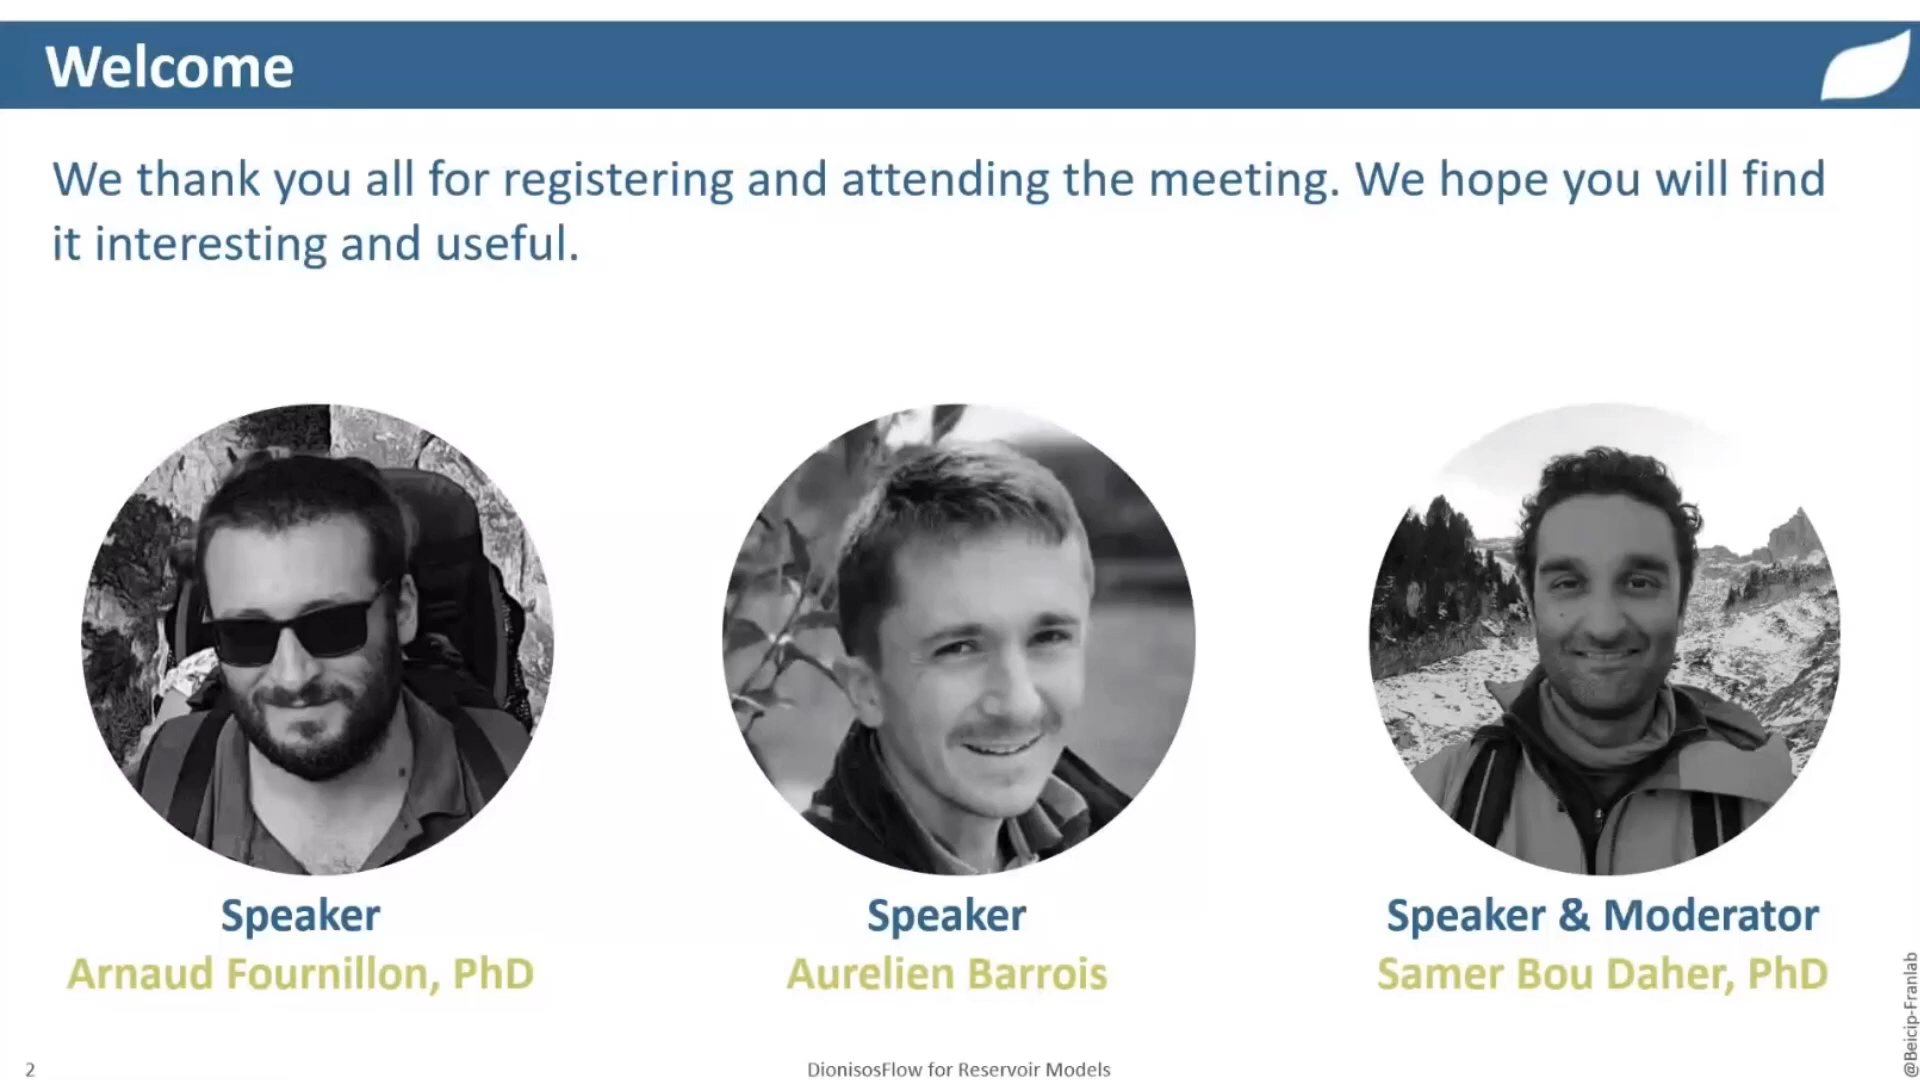 Welcome
We thank you all for registering and attending the meeting. We hope you will find
it interesting and useful.
Speaker
Arnaud Fournillon, PhD
Speaker
Aurelien Barrois
Speaker & Moderator
Samer Bou Daher, PhD
@Beicip-Franlab
2
DionisosFlow for Reservoir Models